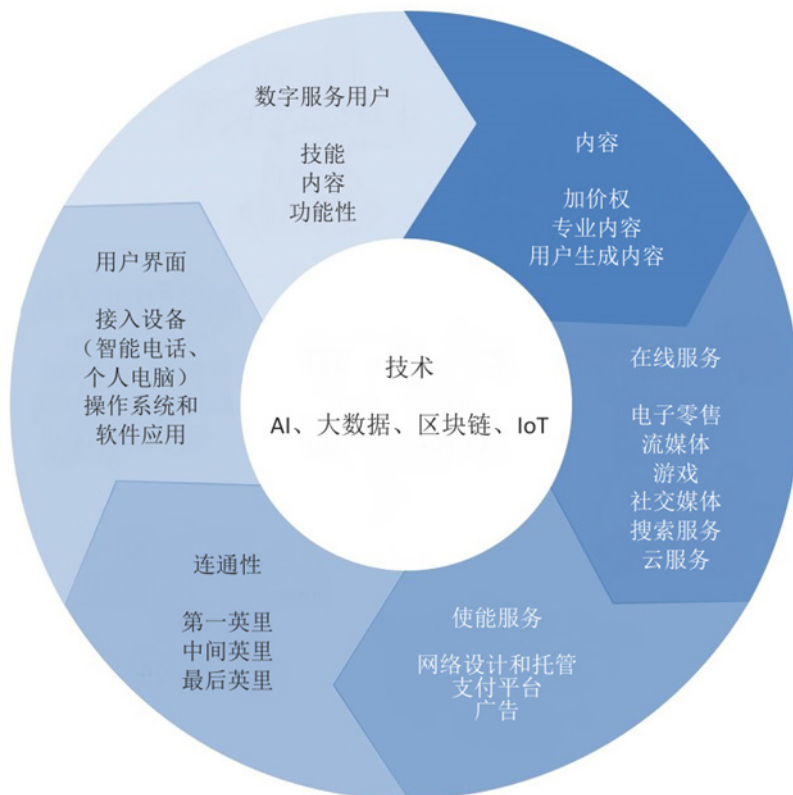 数字服务用户
技能
内容
功能性
内容
加价权
专业内容
用户生成内容
在线服务
电子零售
流媒体
游戏
社交媒体
搜索服务
云服务
使能服务
网络设计和托管
支付平台
广告
连通性
第一英里
中间英里
最后英里
用户界面
接入设备
（智能电话、
个人电脑）
操作系统和
软件应用
技术
AI、大数据、区块链、IoT